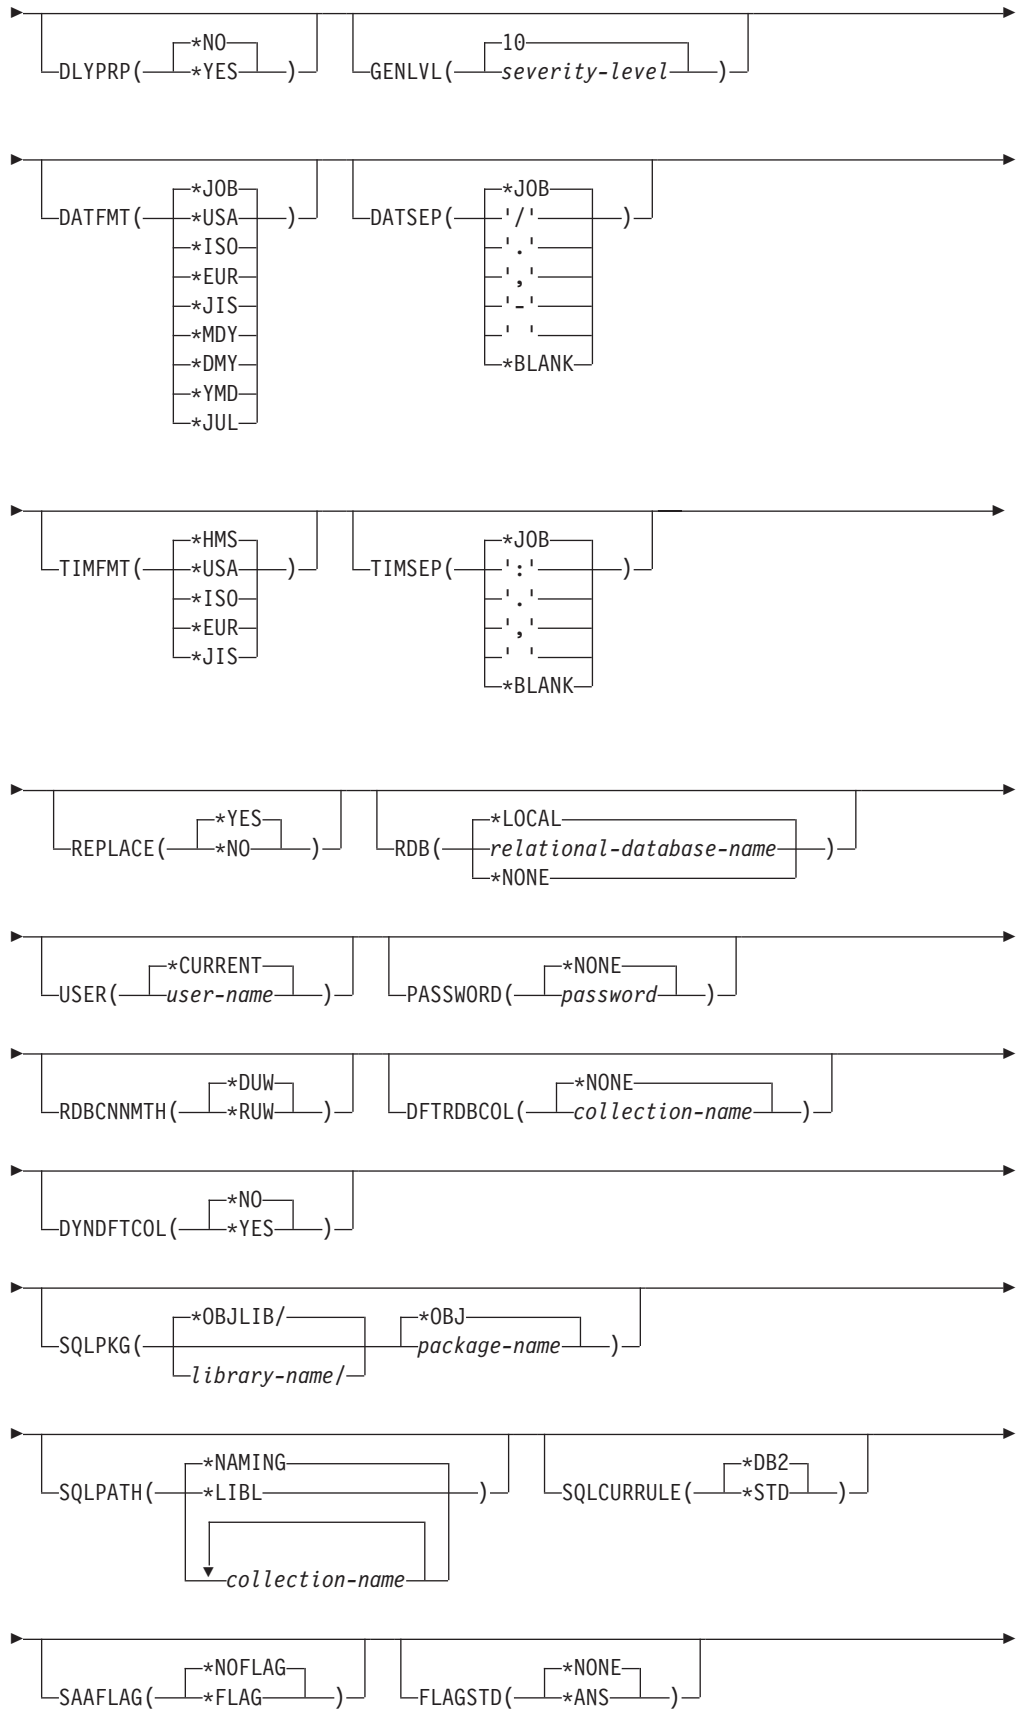 *NO 10
DLYPRP( *YES ) GENLVL( severity-level )
*JOB *JOB
DATFMT( *USA ) DATSEP( '/' )
*ISO '.'
*EUR ','
*JIS '-'
*MDY ' '
*DMY *BLANK
*YMD
*JUL
*HMS *JOB
TIMFMT( *USA ) TIMSEP( ':' )
*ISO '.'
*EUR ','
*JIS ' '
*BLANK
*YES *LOCAL
REPLACE( *NO ) RDB( relational-database-name )
*NONE
*CURRENT *NONE
USER( user-name ) PASSWORD( password )
*DUW *NONE
RDBCNNMTH( *RUW ) DFTRDBCOL( collection-name )
*NO
DYNDFTCOL( *YES )
*OBJLIB/ *OBJ
SQLPKG( package-name )
library-name/
*NAMING *DB2
SQLPATH( *LIBL ) SQLCURRULE( *STD )
collection-name
*NOFLAG *NONE
SAAFLAG( *FLAG ) FLAGSTD( *ANS )